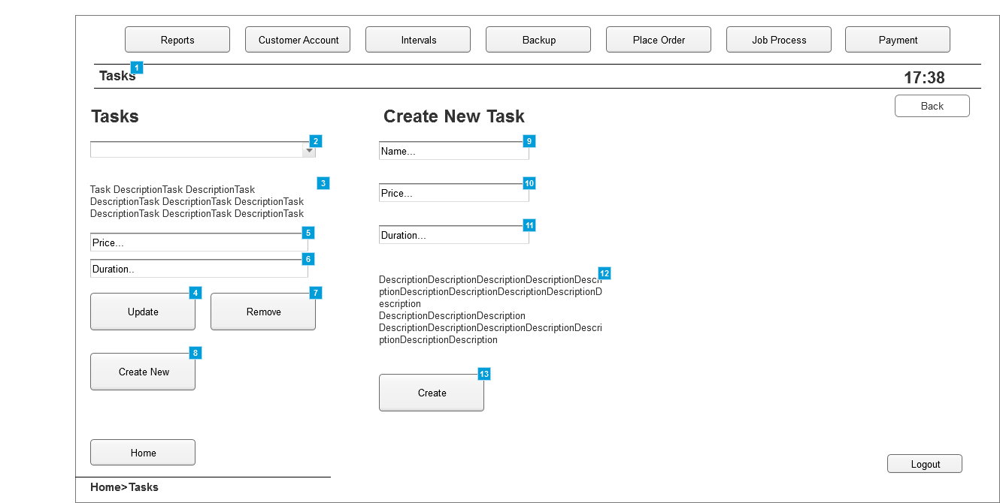 Reports
Customer Account
Intervals
Backup
Place Order
Job Process
Payment
1
Tasks
17:38
Back
Tasks
2
3
Task DescriptionTask DescriptionTask
DescriptionTask DescriptionTask DescriptionTask
DescriptionTask DescriptionTask DescriptionTask
5
Price...
6
Duration..
4
Update
7
Remove
8
Create New
Create New Task
9
Name...
10
Price...
11
Duration...
12
DescriptionDescriptionDescriptionDescriptionDescri
ptionDescriptionDescriptionDescriptionDescriptionD
escription
DescriptionDescriptionDescription
DescriptionDescriptionDescriptionDescriptionDescri
ptionDescriptionDescription
13
Create
Home
Logout
Home>Tasks